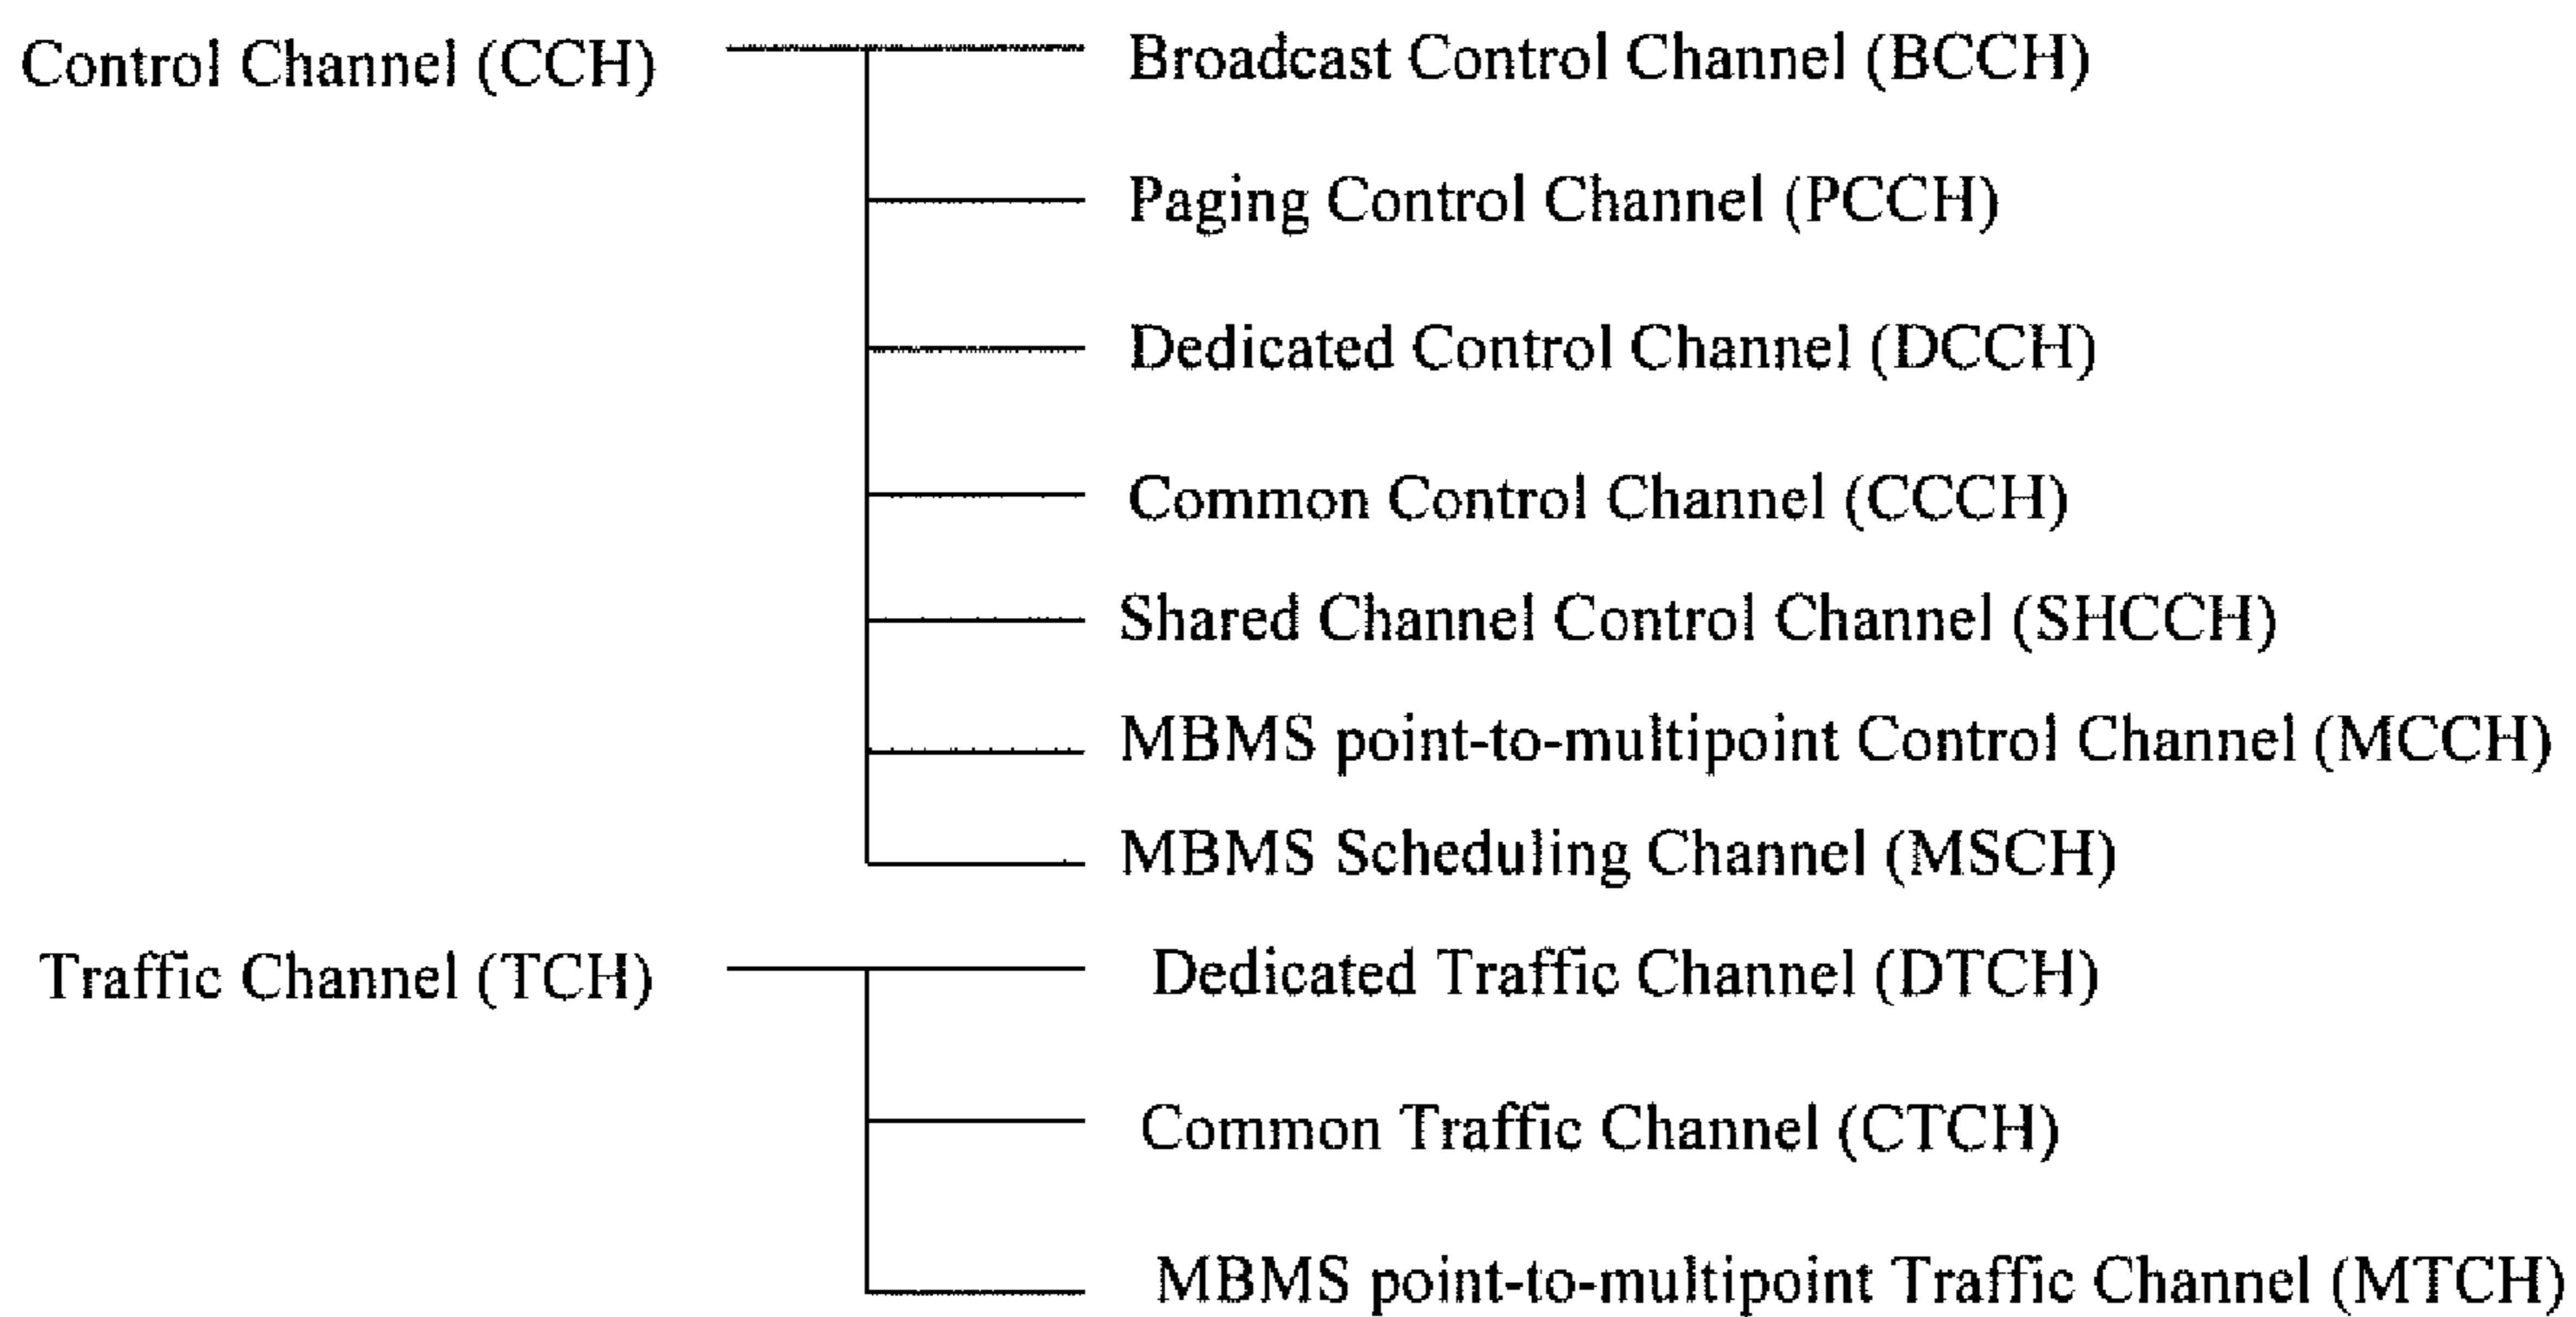 Control Channel (CCH)
Broadcast Control Channel (BCCH)
Paging Control Channel (PCCH)
Dedicated Control Channel (DCCH)
Common Control Channel (CCCH)
Shared Channel Control Channel (SHCCH)
MBMS point-to-multipoint Control Channel (MCCH)
MBMS Scheduling Channel (MSCH)
Traffic Channel (TCH)
Dedicated Traffic Channel (DTCH)
Common Traffic Channel (CTCH)
MBMS point-to-multipoint Traffic Channel (MTCH)